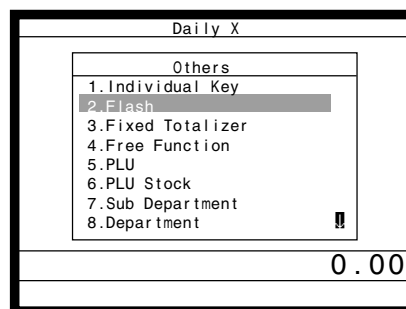 Daily X
Others
1.Individual Key
2.Flash
3.Fixed Totalizer
4.Free Function
5.PLU
6.PLU Stock
7.Sub Department
8.Department
0.00